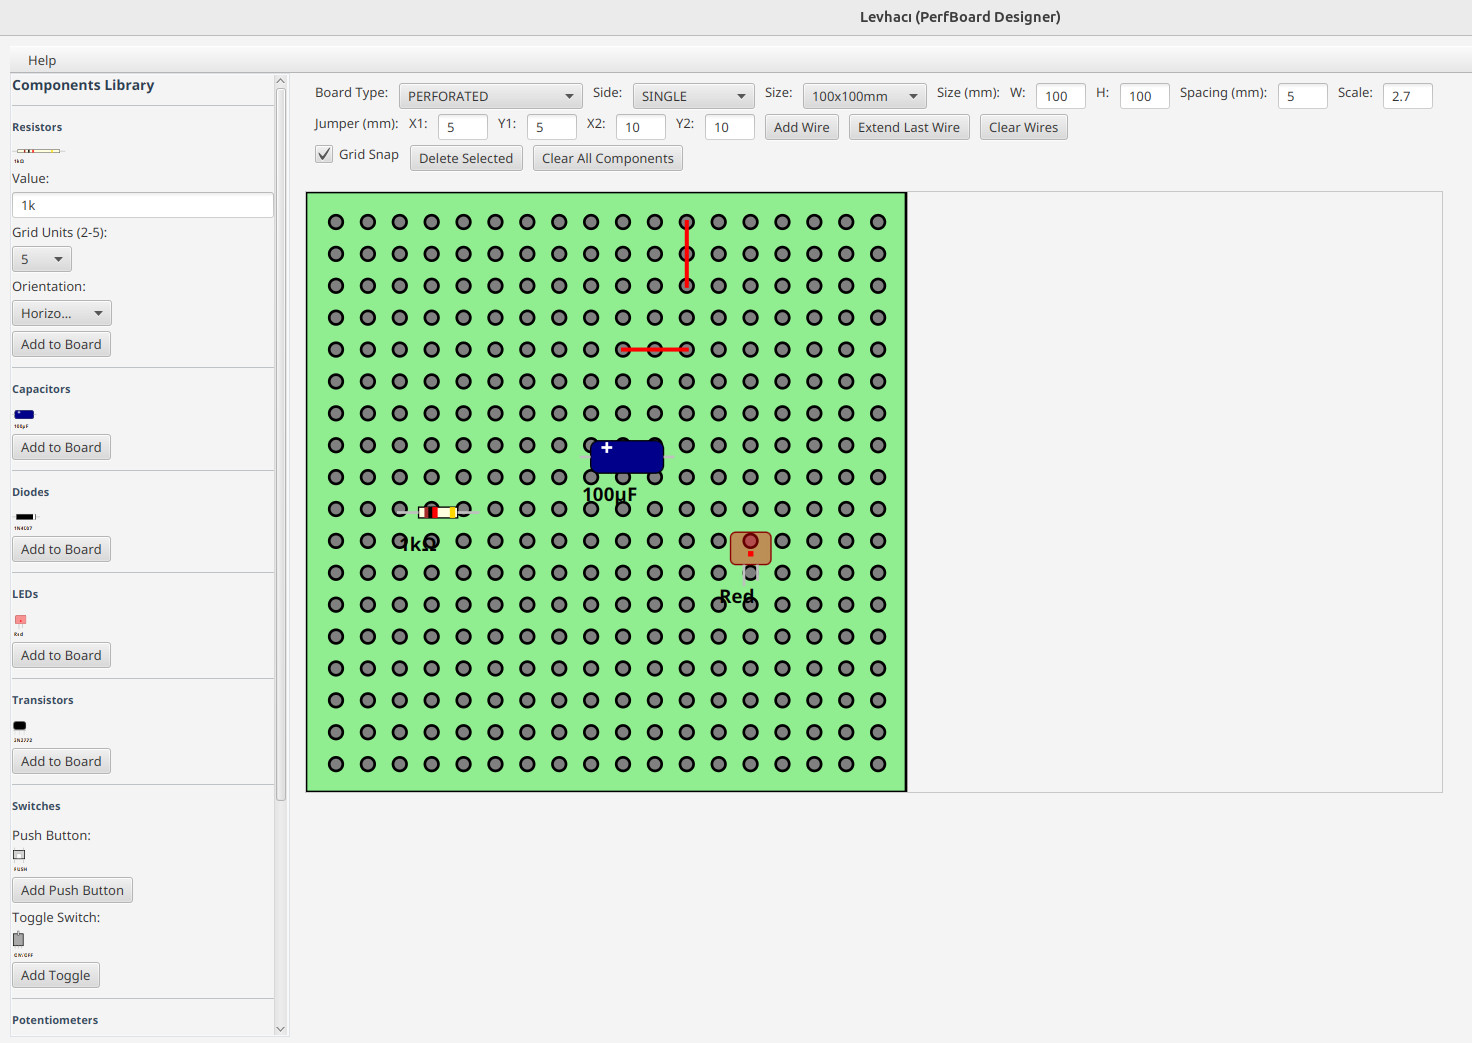 Levhacı (PerfBoard Designer)
Help
Components Library
Resistors
1kΩ
Value:
1k
Grid Units (2-5):
5
Orientation:
Horizo...
Add to Board
Capacitors
100µF
Add to Board
Diodes
1N4007
Add to Board
LEDs
Red
Add to Board
Transistors
2N2222
Add to Board
Switches
Push Button:
PUSH
Add Push Button
Toggle Switch:
ON/OFF
Add Toggle
Potentiometers
Board Type: PERFORATED Side: SINGLE Size: 100x100mm Size (mm): W: 100 H: 100 Spacing (mm): 5 Scale: 2.7
Jumper (mm): X1: 5 Y1: 5 X2: 10 Y2: 10 Add Wire Extend Last Wire Clear Wires
Grid Snap Delete Selected Clear All Components
+
100µF
1kΩ
Red